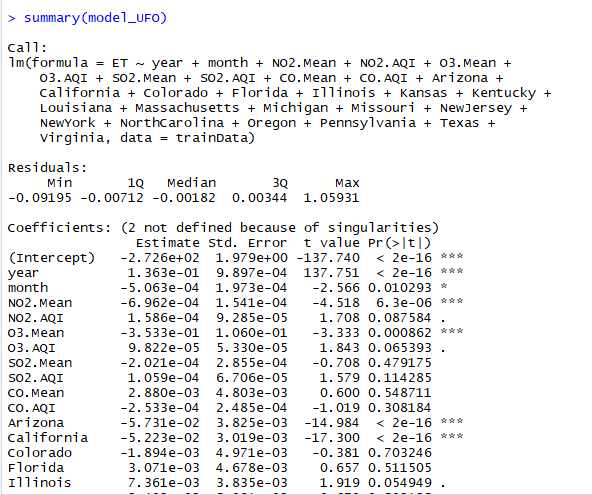 > summary(model_UFO)
Call:
lm(formula = ET ~ year + month + NO2.Mean + NO2.AQI + O3.Mean +
O3.AQI + SO2.Mean + SO2.AQI + CO.Mean + CO.AQI + Arizona +
California + Colorado + Florida + Illinois + Kansas + Kentucky +
Louisiana + Massachusetts + Michigan + Missouri + NewJersey +
NewYork + NorthCarolina + Oregon + Pennsylvania + Texas +
Virginia, data = trainData)
Residuals:
Min 1Q Median 3Q Max
-0.09195 -0.00712 -0.00182 0.00344 1.05931
Coefficients: (2 not defined because of singularities)
Estimate Std. Error t value Pr(>|t|)
(Intercept) -2.726e+02 1.979e+00 -137.740 < 2e-16 ***
year 1.363e-01 9.897e-04 137.751 < 2e-16 ***
month -5.063e-04 1.973e-04 -2.566 0.010293 *
NO2.Mean -6.962e-04 1.541e-04 -4.518 6.3e-06 ***
NO2.AQI 1.586e-04 9.285e-05 1.708 0.087584 .
O3.Mean -3.533e-01 1.060e-01 -3.333 0.000862 ***
O3.AQI 9.822e-05 5.330e-05 1.843 0.065393 .
SO2.Mean -2.021e-04 2.855e-04 -0.708 0.479175
SO2.AQI 1.059e-04 6.706e-05 1.579 0.114285
CO.Mean 2.880e-03 4.803e-03 0.600 0.548711
CO.AQI -2.533e-04 2.485e-04 -1.019 0.308184
Arizona -5.731e-02 3.825e-03 -14.984 < 2e-16 ***
California -5.223e-02 3.019e-03 -17.300 < 2e-16 ***
Colorado -1.894e-03 4.971e-03 -0.381 0.703246
Florida 3.071e-03 4.678e-03 0.657 0.511505
Illinois 7.361e-03 3.835e-03 1.919 0.054949 .